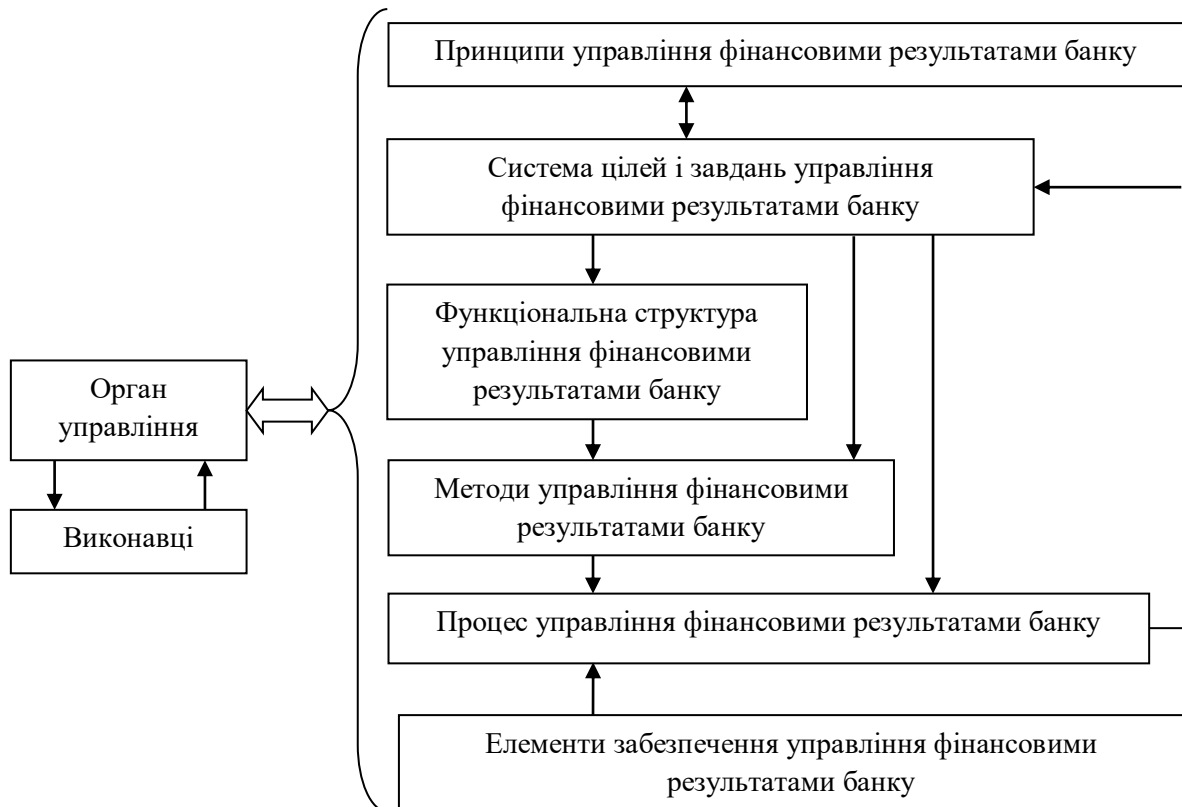 Принципи управління фінансовими результатами банку
Система цілей і завдань управління
фінансовими результатами банку
Функціональна структура
управління фінансовими
результатами банку
Орган
управління
Методи управління фінансовими
результатами банку
Виконавці
Процес управління фінансовими результатами банку
Елементи забезпечення управління фінансовими
результатами банку